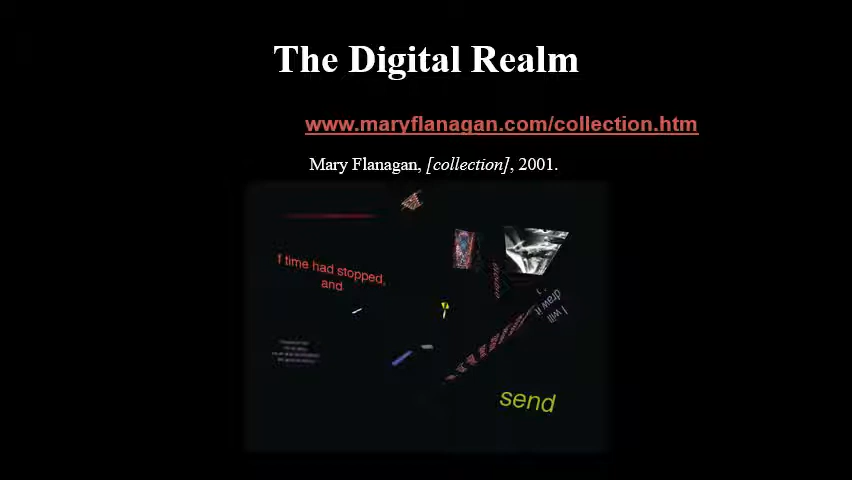 The Digital Realm
www.maryflanagan.com/collection.htm
Mary Flanagan, [collection], 2001.
f time had stopped,
and
I will
draw it
send